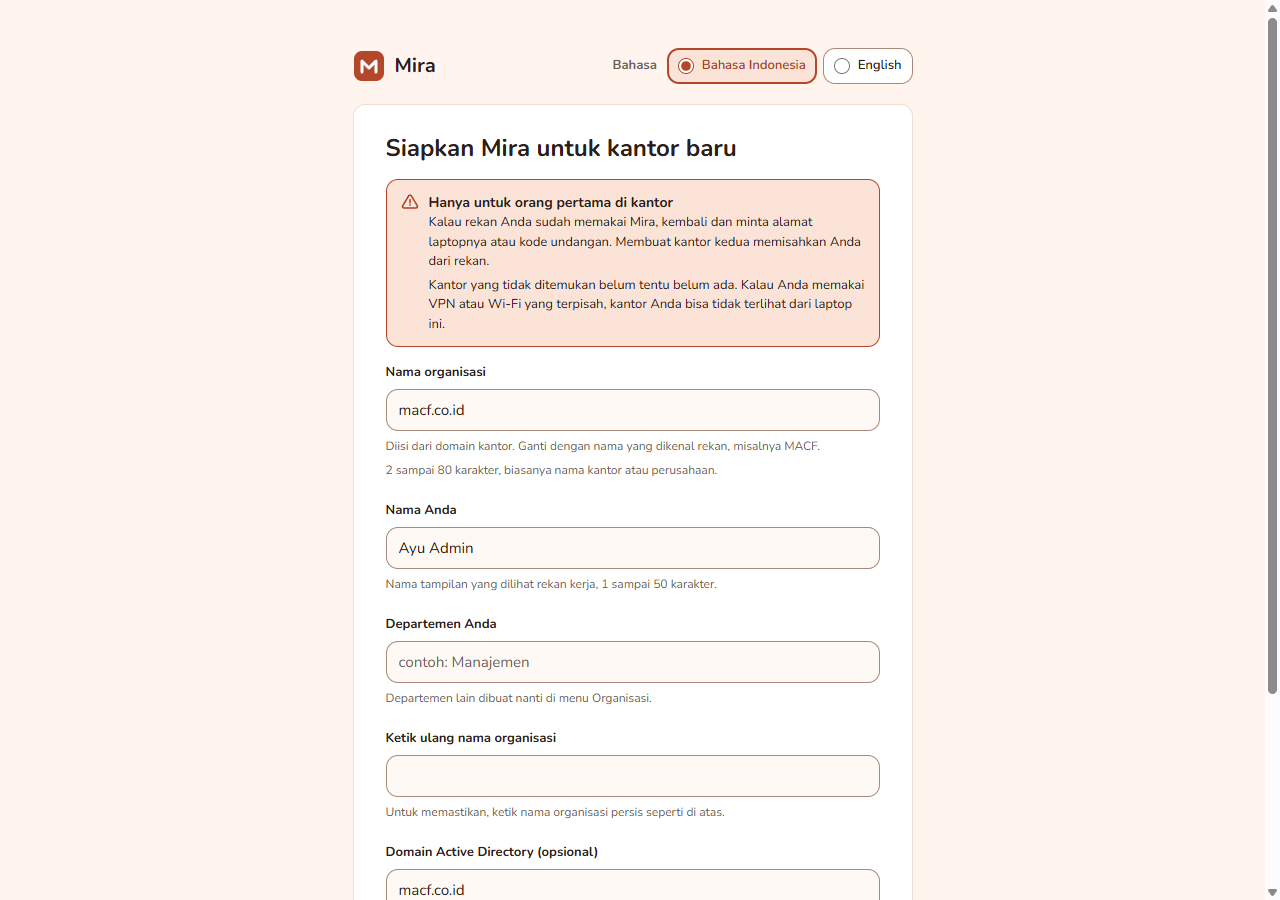 Mira
Bahasa
Bahasa Indonesia
English
Siapkan Mira untuk kantor baru
Hanya untuk orang pertama di kantor
Kalau rekan Anda sudah memakai Mira, kembali dan minta alamat
laptopnya atau kode undangan. Membuat kantor kedua memisahkan Anda
dari rekan.
Kantor yang tidak ditemukan belum tentu belum ada. Kalau Anda memakai
VPN atau Wi-Fi yang terpisah, kantor Anda bisa tidak terlihat dari laptop
ini.
Nama organisasi
macf.co.id
Diisi dari domain kantor. Ganti dengan nama yang dikenal rekan, misalnya MACF.
2 sampai 80 karakter, biasanya nama kantor atau perusahaan.
Nama Anda
Ayu Admin
Nama tampilan yang dilihat rekan kerja, 1 sampai 50 karakter.
Departemen Anda
contoh: Manajemen
Departemen lain dibuat nanti di menu Organisasi.
Ketik ulang nama organisasi
Untuk memastikan, ketik nama organisasi persis seperti di atas.
Domain Active Directory (opsional)
macf.co.id